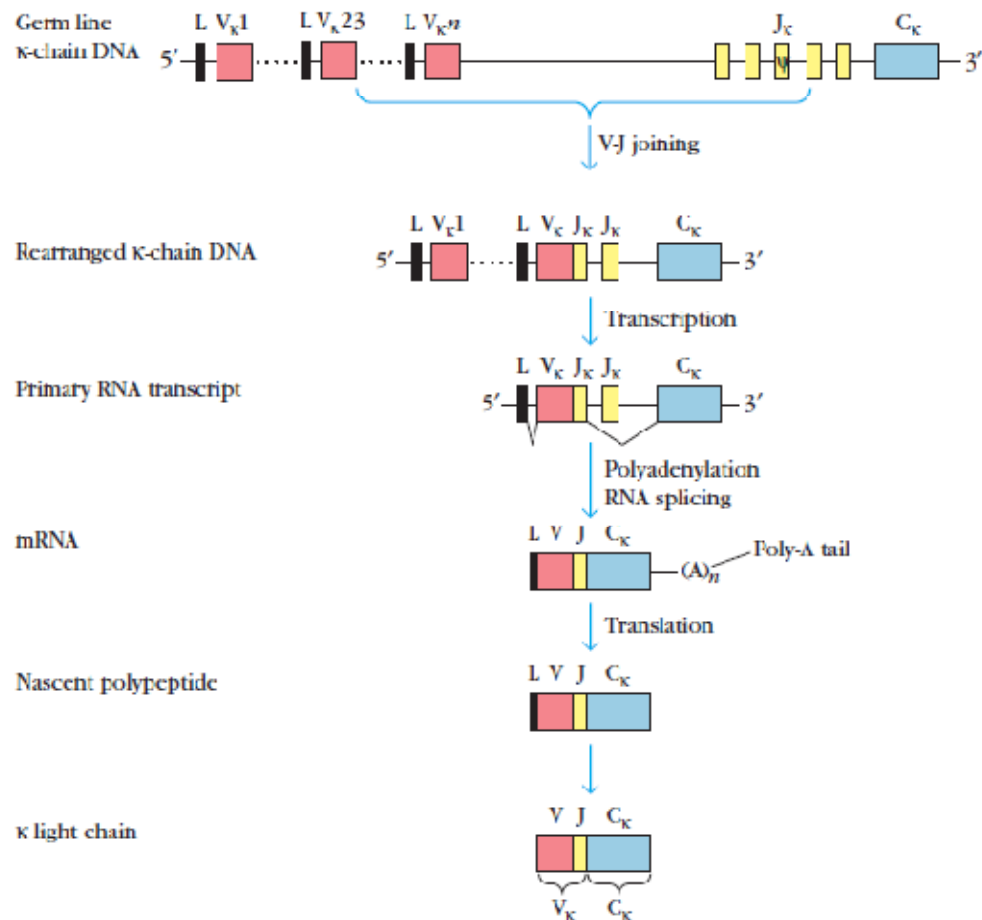 Germ line
κ-chain DNA
L Vκ1 L Vκ23 L Vκn Jκ Cκ
5′ ψ 3′
V-J joining
L Vκ1 L Vκ Jκ Jκ Cκ
Rearranged κ-chain DNA
5′ 3′
Transcription
L Vκ Jκ Jκ Cκ
Primary RNA transcript
5′ 3′
Polyadenylation
RNA splicing
mRNA
L V J Cκ
Poly-A tail
(A)n
Translation
Nascent polypeptide
L V J Cκ
κ light chain
V J Cκ
Vκ Cκ